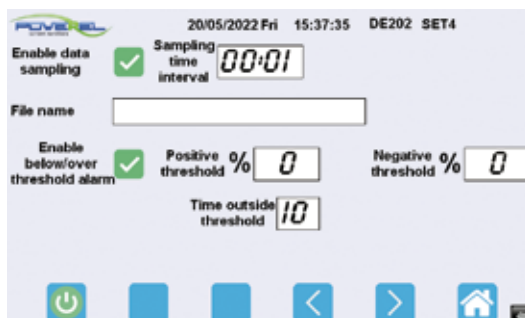 POVEREL
20/05/2022 Fri 15:37:35 DE202 SET4
Enable data sampling
Sampling time interval
00:01
File name
Enable below/over threshold alarm
Positive threshold % 0
Negative threshold % 0
Time outside threshold 10